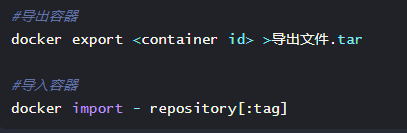 #导出容器
docker export <container id> >导出文件.tar
#导入容器
docker import - repository[:tag]